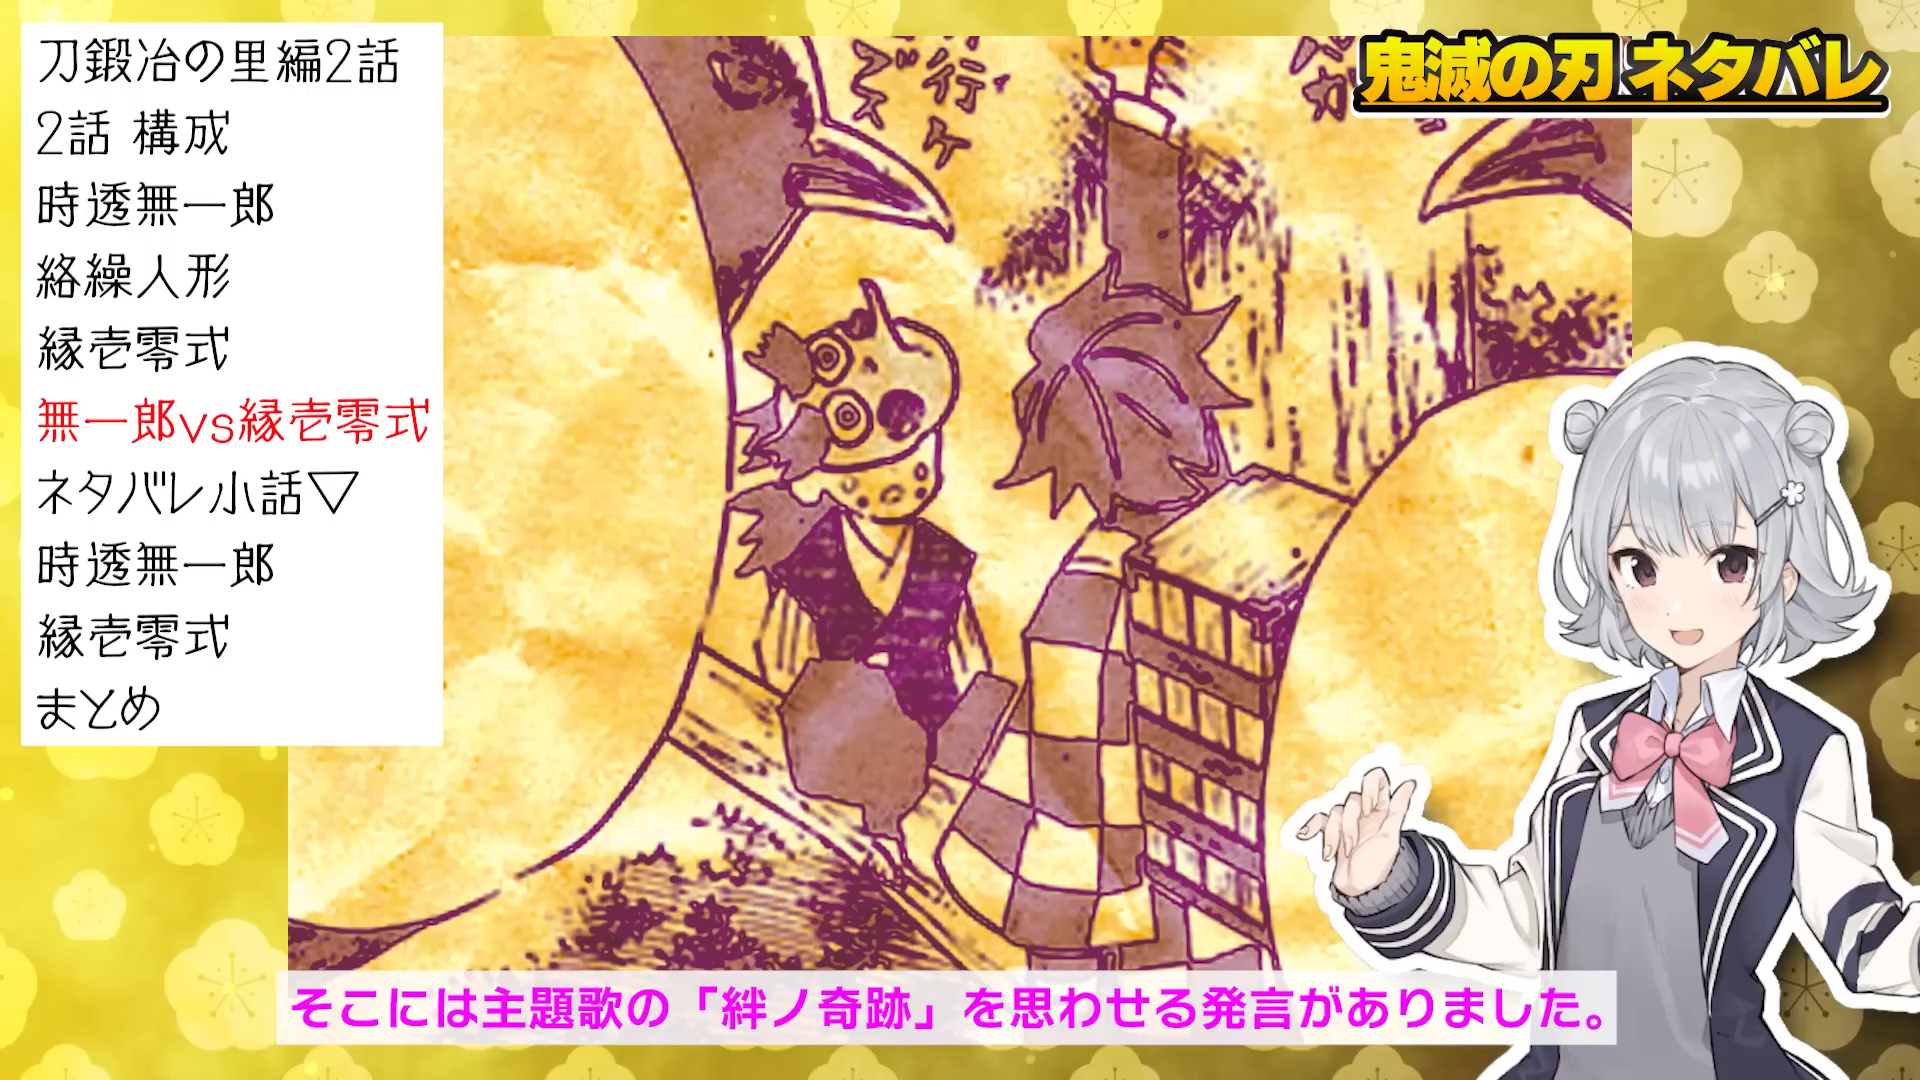 刀鍛冶の里編2話
2話 構成
時透無一郎
絡繰人形
縁壱零式
無一郎vs縁壱零式
ネタバレ小話▽
時透無一郎
縁壱零式
まとめ
鬼滅の刃 ネタバレ
行ケ
そこには主題歌の「絆ノ奇跡」を思わせる発言がありました。